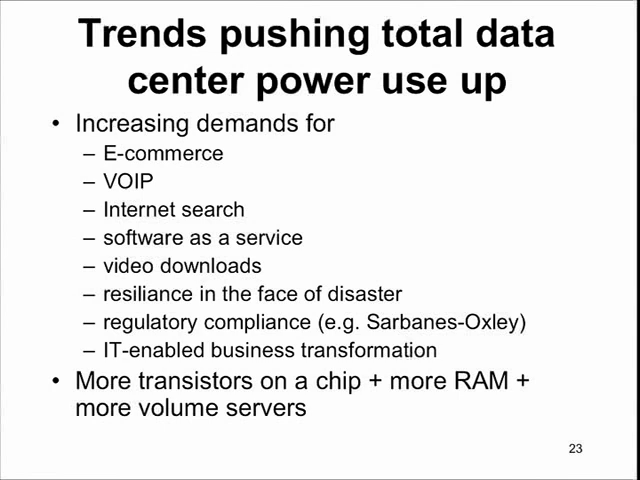 Trends pushing total data
center power use up
• Increasing demands for
– E-commerce
– VOIP
– Internet search
– software as a service
– video downloads
– resiliance in the face of disaster
– regulatory compliance (e.g. Sarbanes-Oxley)
– IT-enabled business transformation
• More transistors on a chip + more RAM +
more volume servers
23